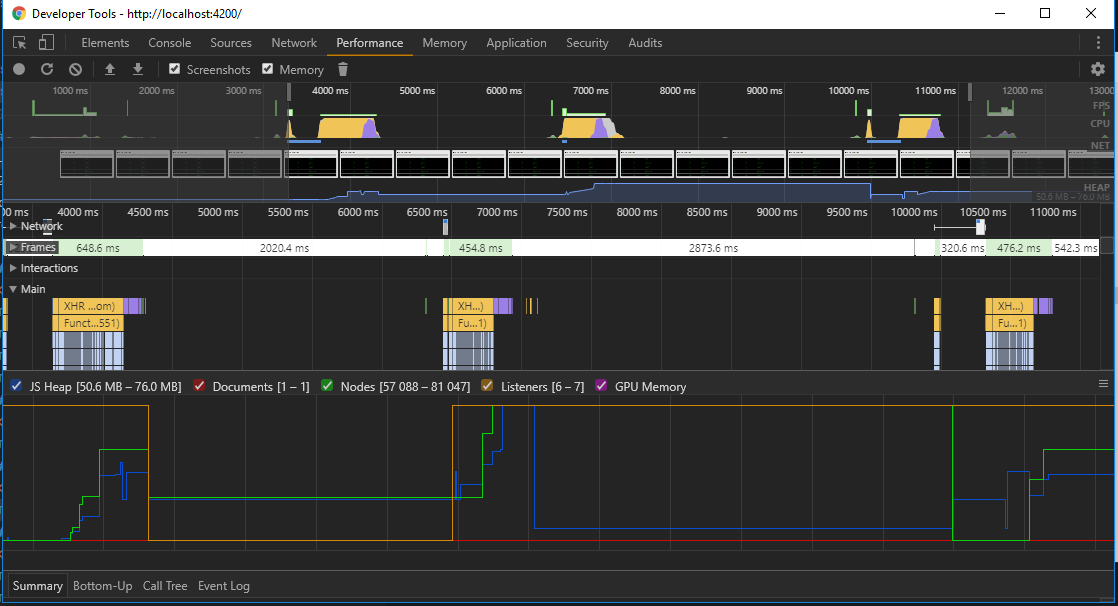 Developer Tools - http://localhost:4200/
Elements Console Sources Network Performance Memory Application Security Audits
Screenshots Memory
1000 ms 2000 ms 3000 ms 4000 ms 5000 ms 6000 ms 7000 ms 8000 ms 9000 ms 10000 ms 11000 ms 12000 ms 13000
FPS
CPU
NET
HEAP
50.6 MB – 76.0 MB
00 ms 4000 ms 4500 ms 5000 ms 5500 ms 6000 ms 6500 ms 7000 ms 7500 ms 8000 ms 8500 ms 9000 ms 9500 ms 10000 ms 10500 ms 11000 ms
Network
Frames 648.6 ms 2020.4 ms 454.8 ms 2873.6 ms 320.6 ms 476.2 ms 542.3 ms
Interactions
Main
XHR ...om) XH...) XH...)
Funct...551) Fu...1) Fu...1)
JS Heap [50.6 MB – 76.0 MB] Documents [1 – 1] Nodes [57 088 – 81 047] Listeners [6 – 7] GPU Memory
Summary Bottom-Up Call Tree Event Log